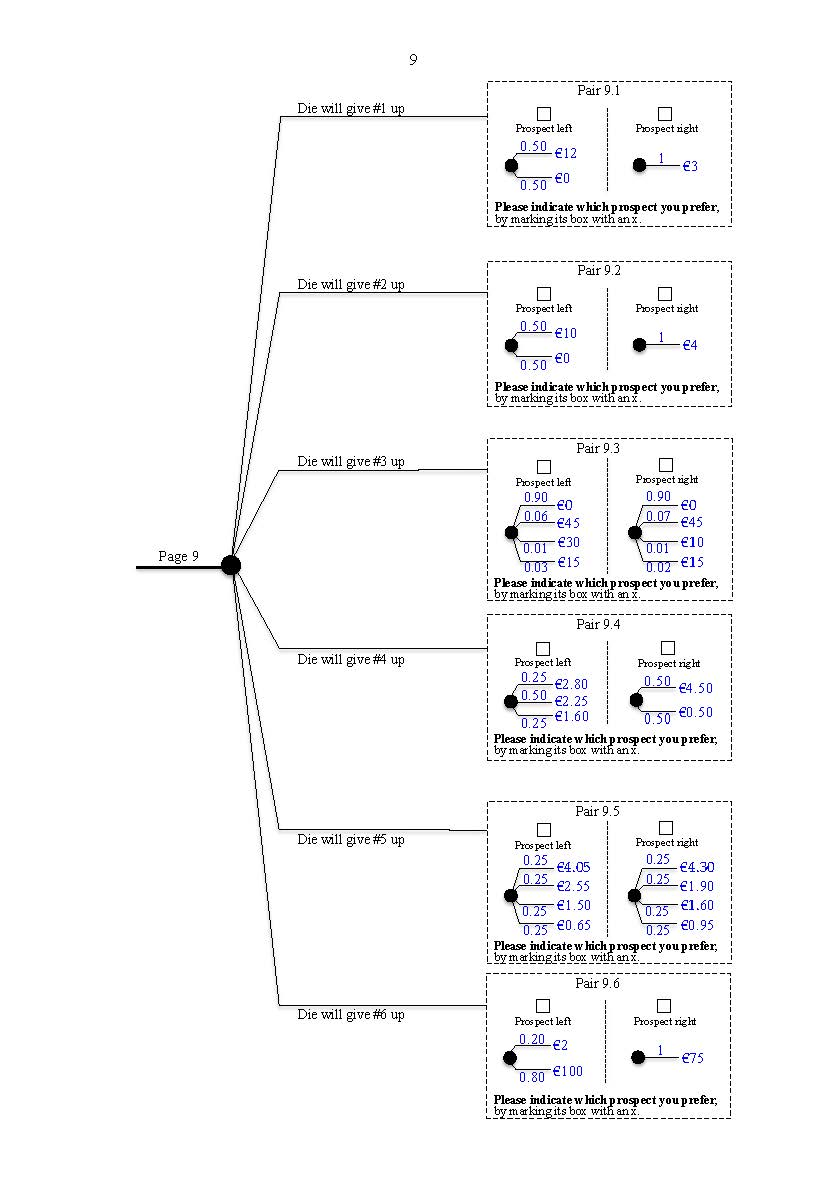 9
Die will give #1 up
Pair 9.1
Prospect left
Prospect right
0.50 €12
0.50 €0
1 €3
Please indicate which prospect you prefer,
by marking its box with an x.
Die will give #2 up
Pair 9.2
Prospect left
Prospect right
0.50 €10
0.50 €0
1 €4
Please indicate which prospect you prefer,
by marking its box with an x.
Die will give #3 up
Pair 9.3
Prospect left
Prospect right
0.90 €0
0.06 €45
0.01 €30
0.03 €15
0.90 €0
0.07 €45
0.01 €10
0.02 €15
Please indicate which prospect you prefer,
by marking its box with an x.
Page 9
Die will give #4 up
Pair 9.4
Prospect left
Prospect right
0.25 €2.80
0.50 €2.25
0.25 €1.60
0.50 €4.50
0.50 €0.50
Please indicate which prospect you prefer,
by marking its box with an x.
Die will give #5 up
Pair 9.5
Prospect left
Prospect right
0.25 €4.05
0.25 €2.55
0.25 €1.50
0.25 €0.65
0.25 €4.30
0.25 €1.90
0.25 €1.60
0.25 €0.95
Please indicate which prospect you prefer,
by marking its box with an x.
Die will give #6 up
Pair 9.6
Prospect left
Prospect right
0.20 €2
0.80 €100
1 €75
Please indicate which prospect you prefer,
by marking its box with an x.